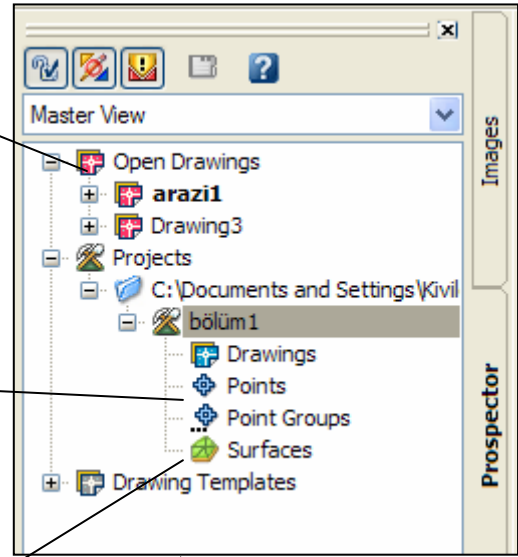 Master View
Open Drawings
arazi1
Drawing3
Projects
C:\Documents and Settings\Kivil
bölüm1
Drawings
Points
Point Groups
Surfaces
Drawing Templates
Images
Prospector